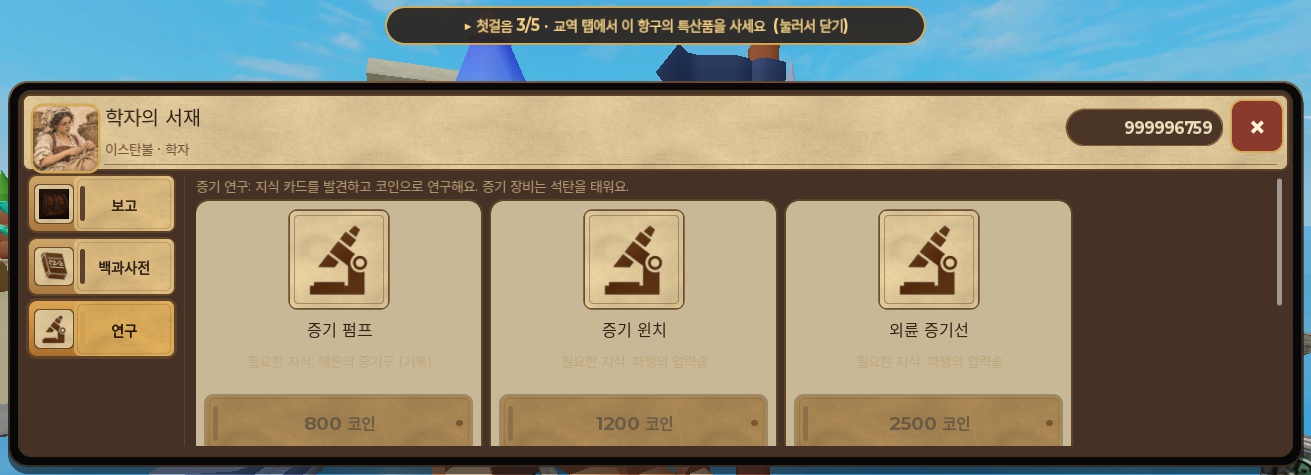 ▸ 첫걸음 3/5 · 교역 탭에서 이 항구의 특산품을 사세요 (눌러서 닫기)
학자의 서재
이스탄불 · 학자
999996759
×
보고
백과사전
연구
증기 연구: 지식 카드를 발견하고 코인으로 연구해요. 증기 장비는 석탄을 태워요.
증기 펌프
필요한 지식: 헤론의 증기구 (기록)
800 코인
증기 윈치
필요한 지식: 파팽의 압력솥
1200 코인
외륜 증기선
필요한 지식: 파팽의 압력솥
2500 코인